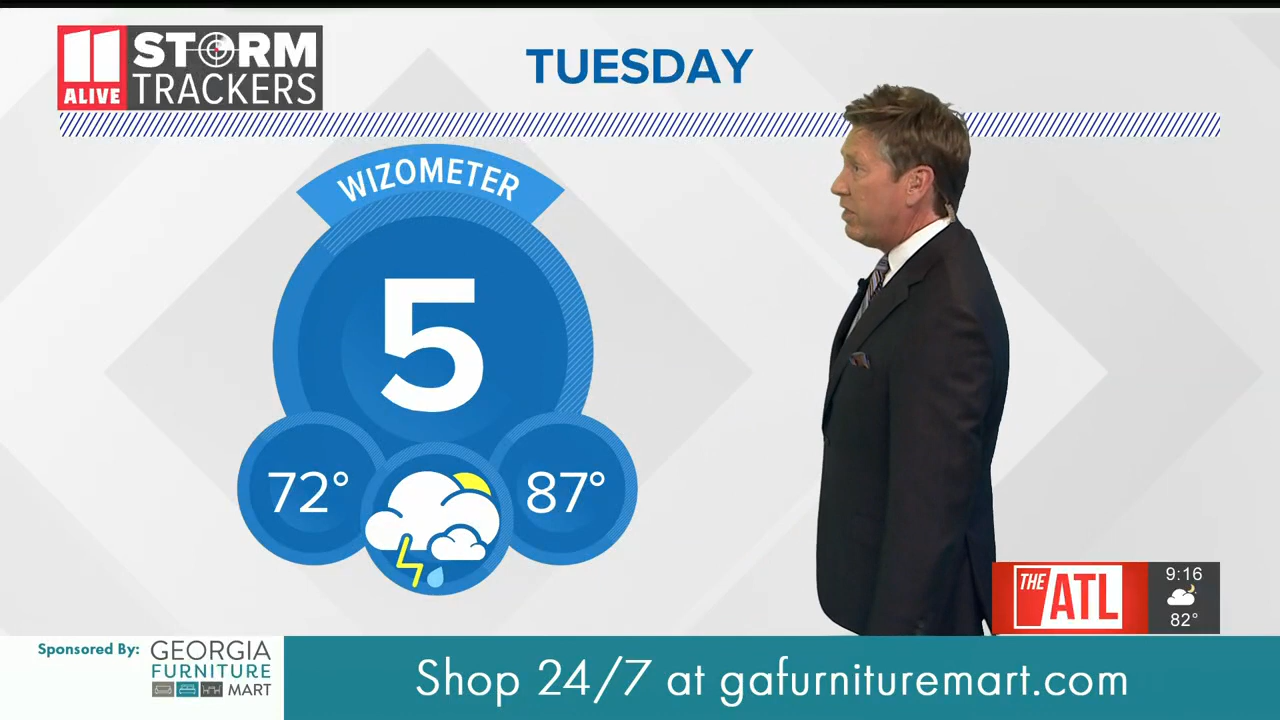 11 ALIVE
STORM
TRACKERS
TUESDAY
WIZOMETER
5
72°
87°
THE ATL
9:16
82°
Sponsored By:
GEORGIA
FURNITURE
MART
Shop 24/7 at gafurnituremart.com